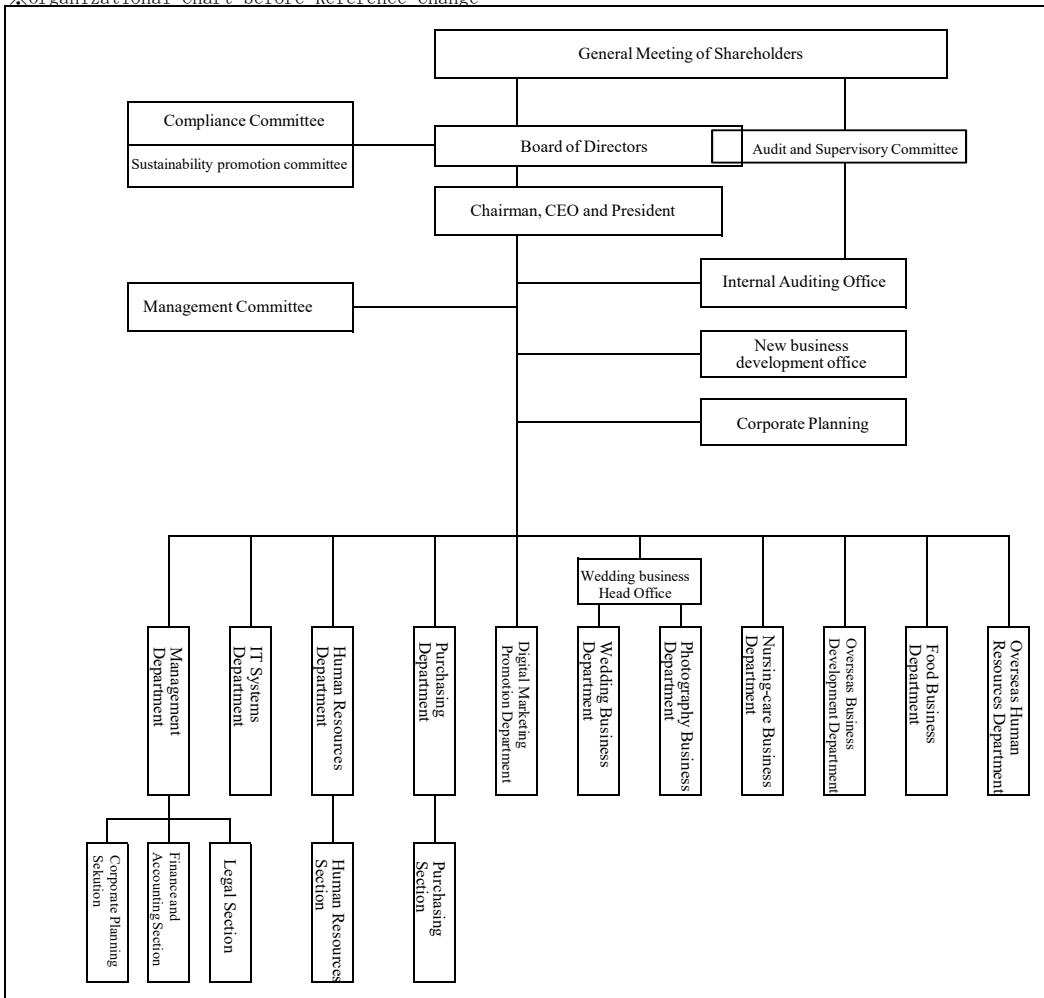 ※Organizational Chart before Reference Change
General Meeting of Shareholders
Compliance Committee
Sustainability promotion committee
Board of Directors
Audit and Supervisory Committee
Chairman, CEO and President
Internal Auditing Office
Management Committee
New business
development office
Corporate Planning
Wedding business
Head Office
Management
Department
IT Systems
Department
Human Resources
Department
Purchasing
Department
Digital Marketing
Promotion Department
Wedding Business
Department
Photography Business
Department
Nursing-care Business
Department
Overseas Business
Development Department
Food Business
Department
Overseas Human
Resources Department
Corporate Planning
Sekution
Finance and
Accounting Section
Legal Section
Human Resources
Section
Purchasing
Section